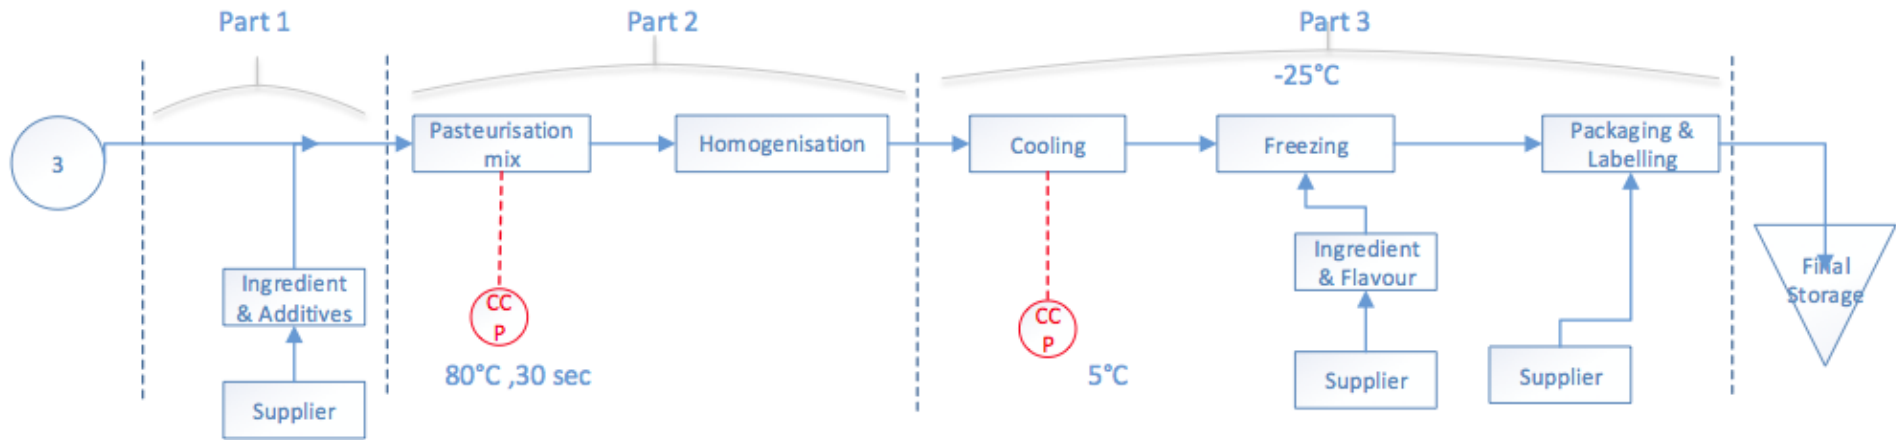 Part 1
Part 2
Part 3
-25°C
3
Pasteurisation
mix
Homogenisation
Cooling
Freezing
Packaging &
Labelling
Ingredient
& Additives
Supplier
CC
P
80°C ,30 sec
CC
P
5°C
Ingredient
& Flavour
Supplier
Supplier
Final
Storage